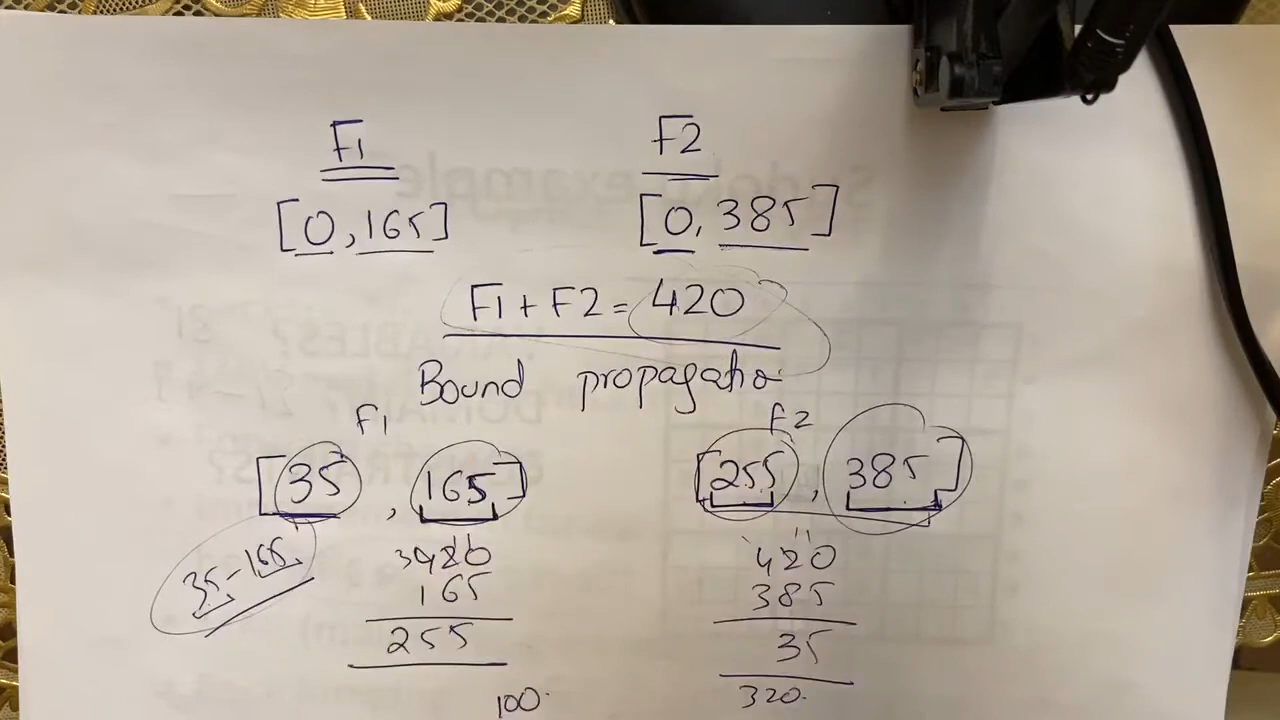 F1 F2
[0, 165] [0, 385]
F1 + F2 = 420
Bound propagatio
F1 F2
[35, 165] [255, 385]
35-165 420 420
165 385
255 35
100. 320.